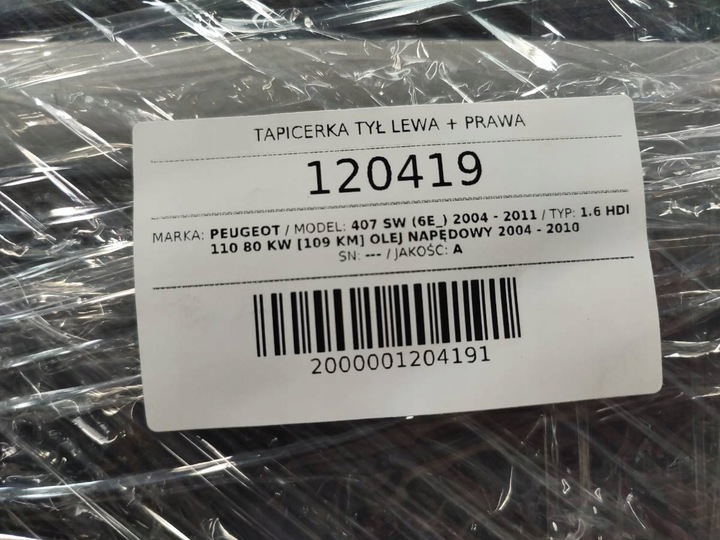 TAPICERKA TYŁ LEWA + PRAWA
120419
MARKA: PEUGEOT / MODEL: 407 SW (6E_) 2004 - 2011 / TYP: 1.6 HDI
110 80 KW [109 KM] OLEJ NAPĘDOWY 2004 - 2010
SN: --- / JAKOŚĆ: A
2000001204191